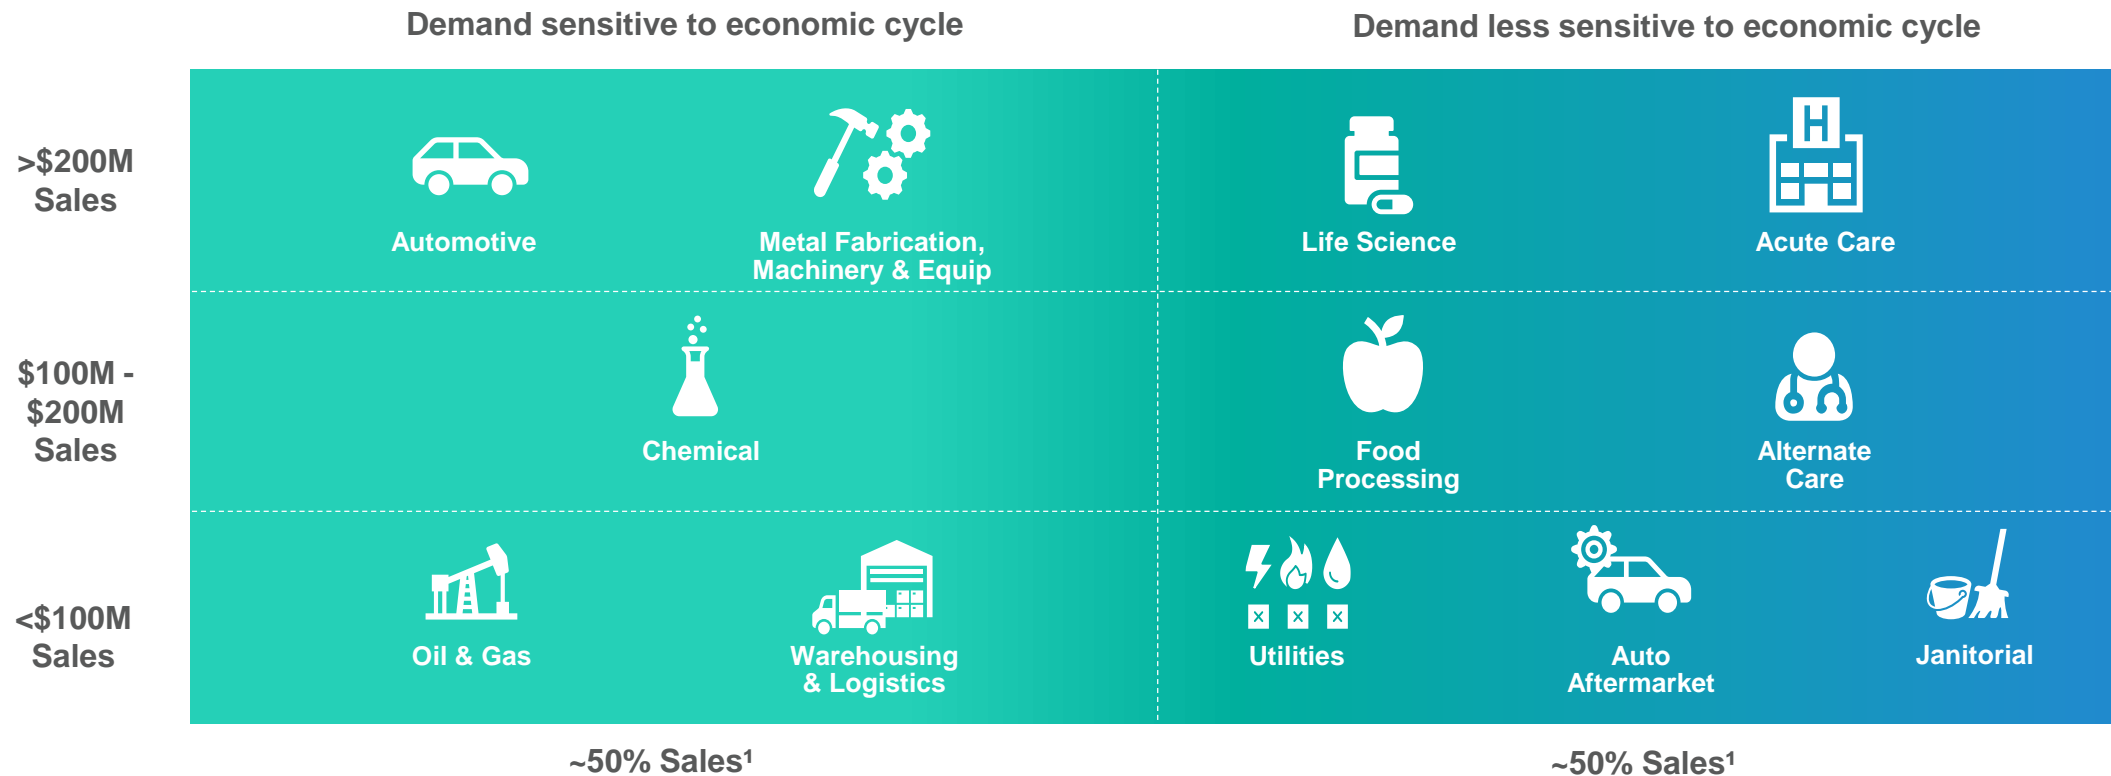 Demand sensitive to economic cycle
Demand less sensitive to economic cycle
>$200M
Sales
H
Automotive
Metal Fabrication,
Machinery & Equip
Life Science
Acute Care
$100M -
$200M
Sales
Chemical
Food
Processing
Alternate
Care
<$100M
Sales
Oil & Gas
Warehousing
& Logistics
Utilities
Auto
Aftermarket
Janitorial
~50% Sales¹
~50% Sales¹